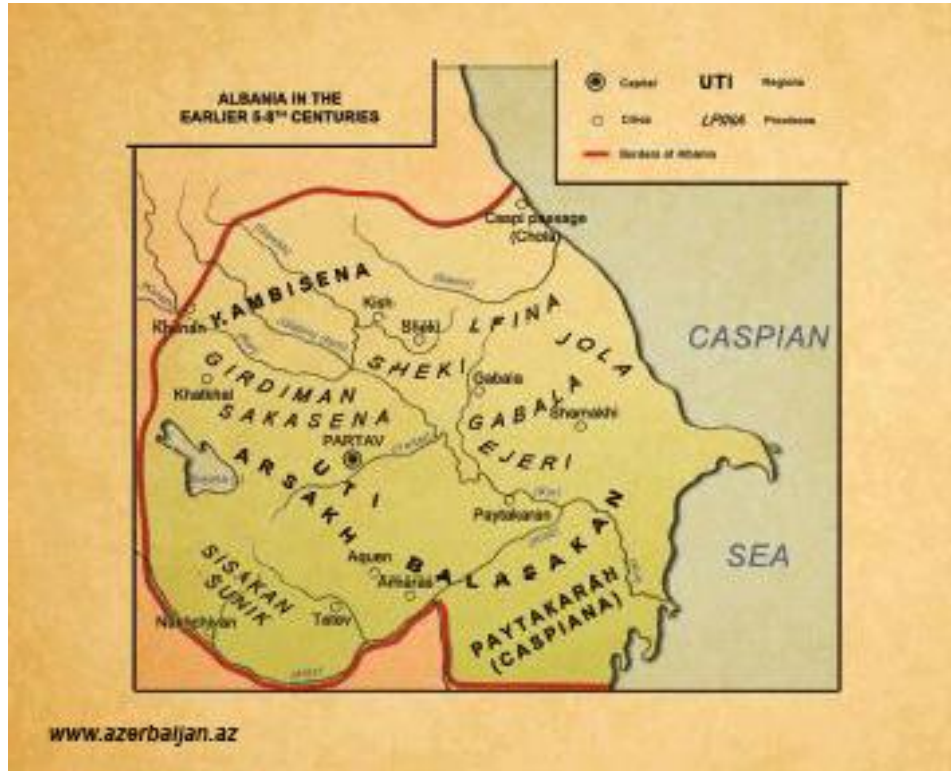 ALBANIA IN THE
EARLIER 5-8TH CENTURIES
Capital
UTI
Regions
Cities
Provinces
Borders of Albania
Caspi passage
(Chola)
KAMBISENA
Khunan
Kish
Sheki
LFINA
JOLA
CASPIAN
SHEKI
GIRDIMAN
Khalkhal
Gabala
SAKASENA
GABALA
Shamakhi
PARTAV
EJERI
ARSAKH
UTI
Paytakaran
SEA
BALASAKAN
Aquen
Amaras
SISAKAN
SUNIK
Tatev
Nakhchivan
PAYTAKARAN
(CASPIANA)
www.azerbaijan.az